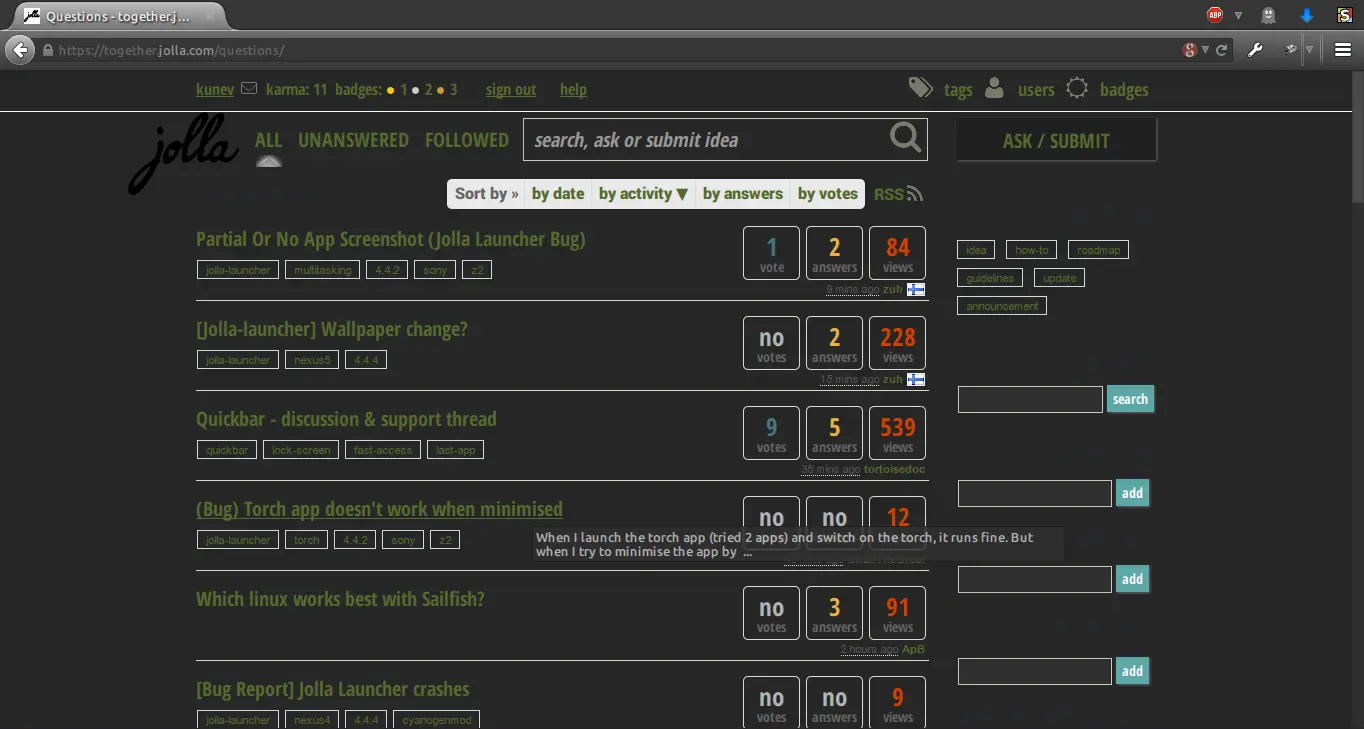 Questions - together.j...
ABP
https://together.jolla.com/questions/
kunev karma: 11 badges: 1 2 3 sign out help
tags users badges
jolla
ALL UNANSWERED FOLLOWED
search, ask or submit idea
ASK / SUBMIT
Sort by » by date by activity ▼ by answers by votes RSS
Partial Or No App Screenshot (Jolla Launcher Bug)
jolla-launcher multitasking 4.4.2 sony z2
1 vote
2 answers
84 views
9 mins ago zuh
[Jolla-launcher] Wallpaper change?
jolla-launcher nexus5 4.4.4
no votes
2 answers
228 views
15 mins ago zuh
Quickbar - discussion & support thread
quickbar lock-screen fast-access last-app
9 votes
5 answers
539 views
36 mins ago tortoisedoc
(Bug) Torch app doesn't work when minimised
jolla-launcher torch 4.4.2 sony z2
no
no
12
When I launch the torch app (tried 2 apps) and switch on the torch, it runs fine. But
when I try to minimise the app by ...
Which linux works best with Sailfish?
no votes
3 answers
91 views
2 hours ago ApB
[Bug Report] Jolla Launcher crashes
jolla-launcher nexus4 4.4.4 cyanogenmod
no votes
no answers
9 views
idea how-to roadmap
guidelines update
announcement
search
add
add
add